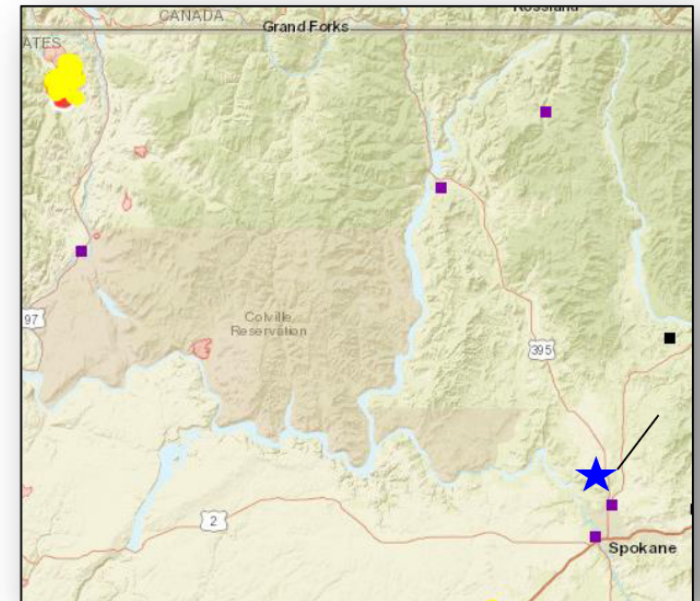 Rossland
CANADA
Grand Forks
ATES
97
Colville
Reservation
395
2
Spokane